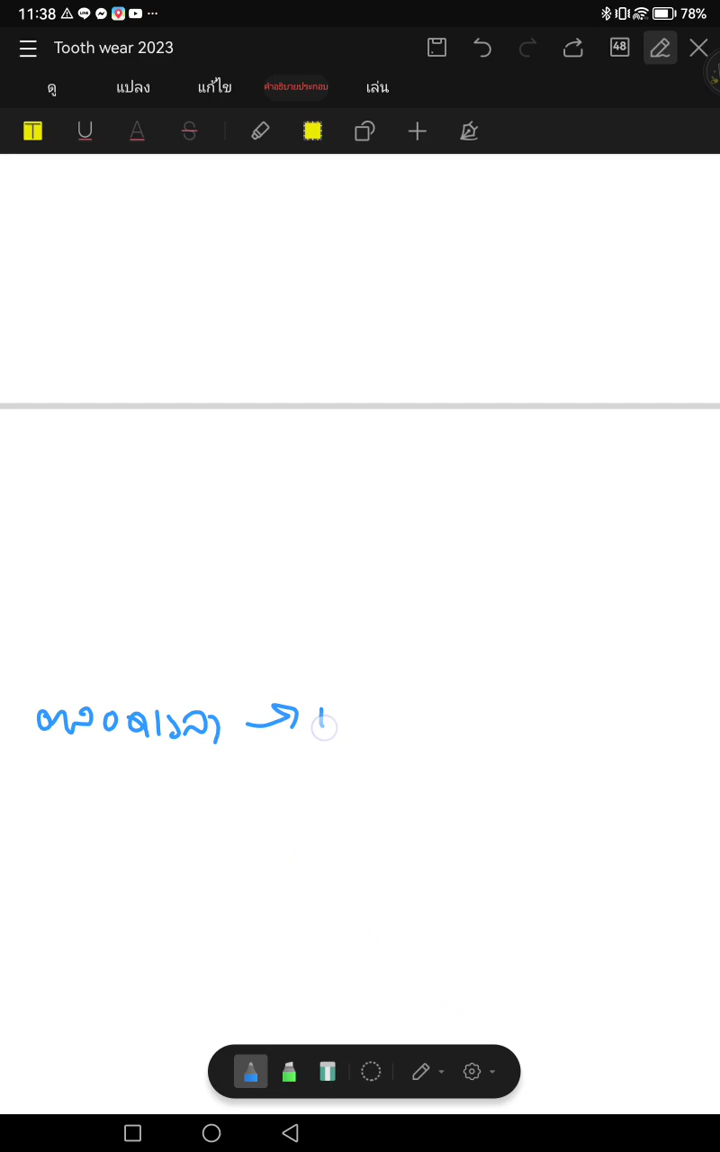 11:38 78%
Tooth wear 2023 48
ดู แปลง แก้ไข คำอธิบายประกอบ เล่น
T U A S
ตลอดเวลา →